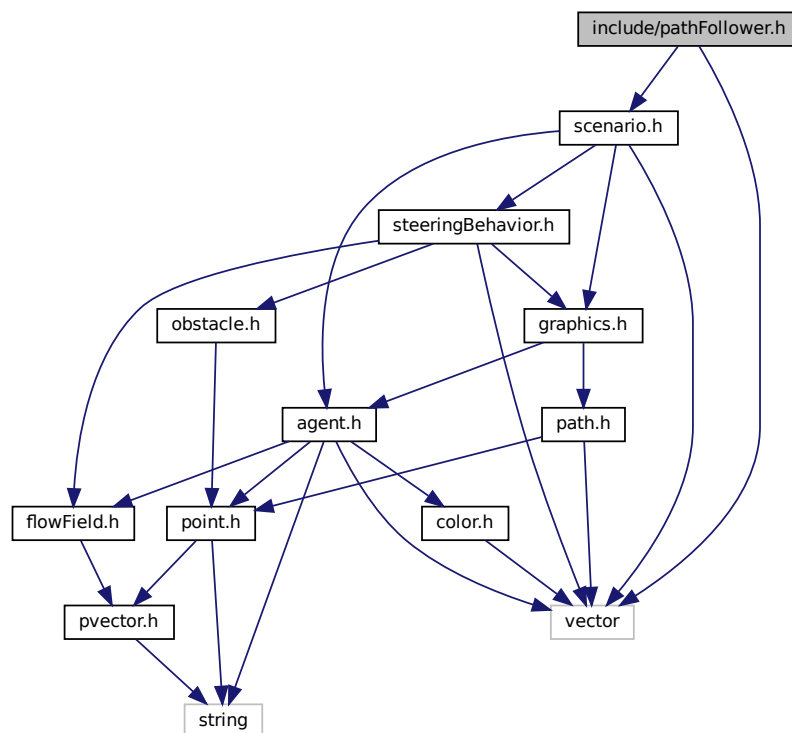 include/pathFollower.h
scenario.h
steeringBehavior.h
obstacle.h
graphics.h
agent.h
path.h
flowField.h
point.h
color.h
pvector.h
vector
string